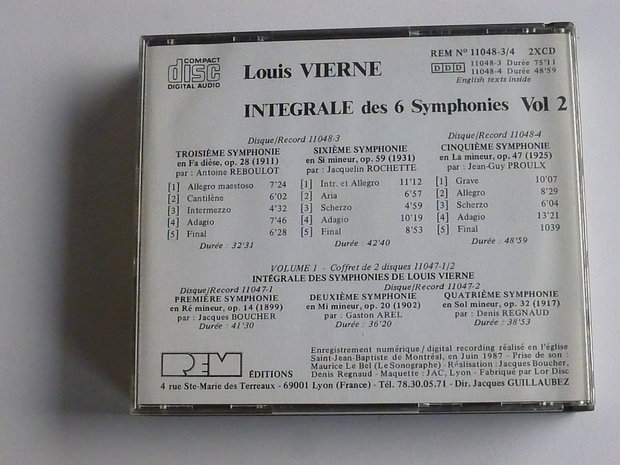 COMPACT
disc
DIGITAL AUDIO
Louis VIERNE
REM N° 11048-3/4 2XCD
DDD 11048-3 Durée 75'11
11048-4 Durée 48'59
English texts inside
INTEGRALE des 6 Symphonies Vol 2
Disque/Record 11048-3
TROISIÈME SYMPHONIE
en Fa dièse, op. 28 (1911)
par : Antoine REBOULOT
[1] Allegro maestoso 7'24
[2] Cantilène 6'02
[3] Intermezzo 4'32
[4] Adagio 7'46
[5] Final 6'28
Durée : 32'31
SIXIÈME SYMPHONIE
en Si mineur, op. 59 (1931)
par : Jacquelin ROCHETTE
[1] Intr. et Allegro 11'12
[2] Aria 6'57
[3] Scherzo 4'59
[4] Adagio 10'19
[5] Final 8'53
Durée : 42'40
Disque/Record 11048-4
CINQUIÈME SYMPHONIE
en La mineur, op. 47 (1925)
par : Jean-Guy PROULX
[1] Grave 10'07
[2] Allegro 8'29
[3] Scherzo 6'04
[4] Adagio 13'21
[5] Final 1039
Durée : 48'59
VOLUME 1 - Coffret de 2 disques 11047-1/2
INTÉGRALE DES SYMPHONIES DE LOUIS VIERNE
Disque/Record 11047-1
PREMIÈRE SYMPHONIE
en Ré mineur, op. 14 (1899)
par : Jacques BOUCHER
Durée : 41'30
Disque/Record 11047-2
DEUXIÈME SYMPHONIE
en Mi mineur, op. 20 (1902)
par : Gaston AREL
Durée : 36'20
QUATRIÈME SYMPHONIE
en Sol mineur, op. 32 (1917)
par : Denis REGNAUD
Durée : 38'53
REM
ÉDITIONS
Enregistrement numérique / digital recording réalisé en l'église
Saint-Jean-Baptiste de Montréal, en Juin 1987 - Prise de son :
Maurice Le Bel (Le Sonographe) - Réalisation : Jacques Boucher,
Denis Regnaud - Maquette : JAC, Lyon - Fabriqué par Lor Disc
4 rue Ste-Marie des Terreaux - 69001 Lyon (France) - Tél. 78.30.05.71 - Dir. Jacques GUILLAUBEZ